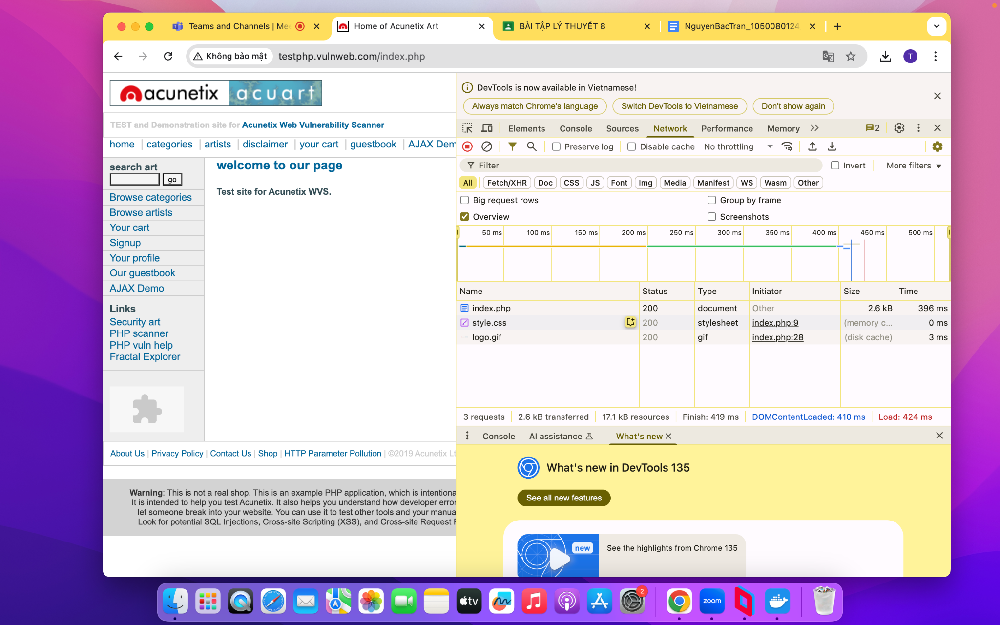 Teams and Channels | Me
Home of Acunetix Art
BÀI TẬP LÝ THUYẾT 8
NguyenBaoTran_1050080124
Không bảo mật
testphp.vulnweb.com/index.php
T
acunetix acuart
TEST and Demonstration site for Acunetix Web Vulnerability Scanner
home | categories | artists | disclaimer | your cart | guestbook | AJAX Dem
search art
go
Browse categories
Browse artists
Your cart
Signup
Your profile
Our guestbook
AJAX Demo
Links
Security art
PHP scanner
PHP vuln help
Fractal Explorer
welcome to our page
Test site for Acunetix WVS.
About Us | Privacy Policy | Contact Us | Shop | HTTP Parameter Pollution | ©2019 Acunetix Lt
Warning: This is not a real shop. This is an example PHP application, which is intentiona
It is intended to help you test Acunetix. It also helps you understand how developer error
let someone break into your website. You can use it to test other tools and your manua
Look for potential SQL Injections, Cross-site Scripting (XSS), and Cross-site Request F
DevTools is now available in Vietnamese!
Always match Chrome's language
Switch DevTools to Vietnamese
Don't show again
Elements Console Sources Network Performance Memory 2
Preserve log Disable cache No throttling
Filter Invert More filters
All Fetch/XHR Doc CSS JS Font Img Media Manifest WS Wasm Other
Big request rows Group by frame
Overview Screenshots
50 ms 100 ms 150 ms 200 ms 250 ms 300 ms 350 ms 400 ms 450 ms 500 ms
Name Status Type Initiator Size Time
index.php 200 document Other 2.6 kB 396 ms
style.css 200 stylesheet index.php:9 (memory c... 0 ms
logo.gif 200 gif index.php:28 (disk cache) 3 ms
3 requests 2.6 kB transferred 17.1 kB resources Finish: 419 ms DOMContentLoaded: 410 ms Load: 424 ms
Console AI assistance What's new
What's new in DevTools 135
See all new features
new
See the highlights from Chrome 135
tv
2
zoom